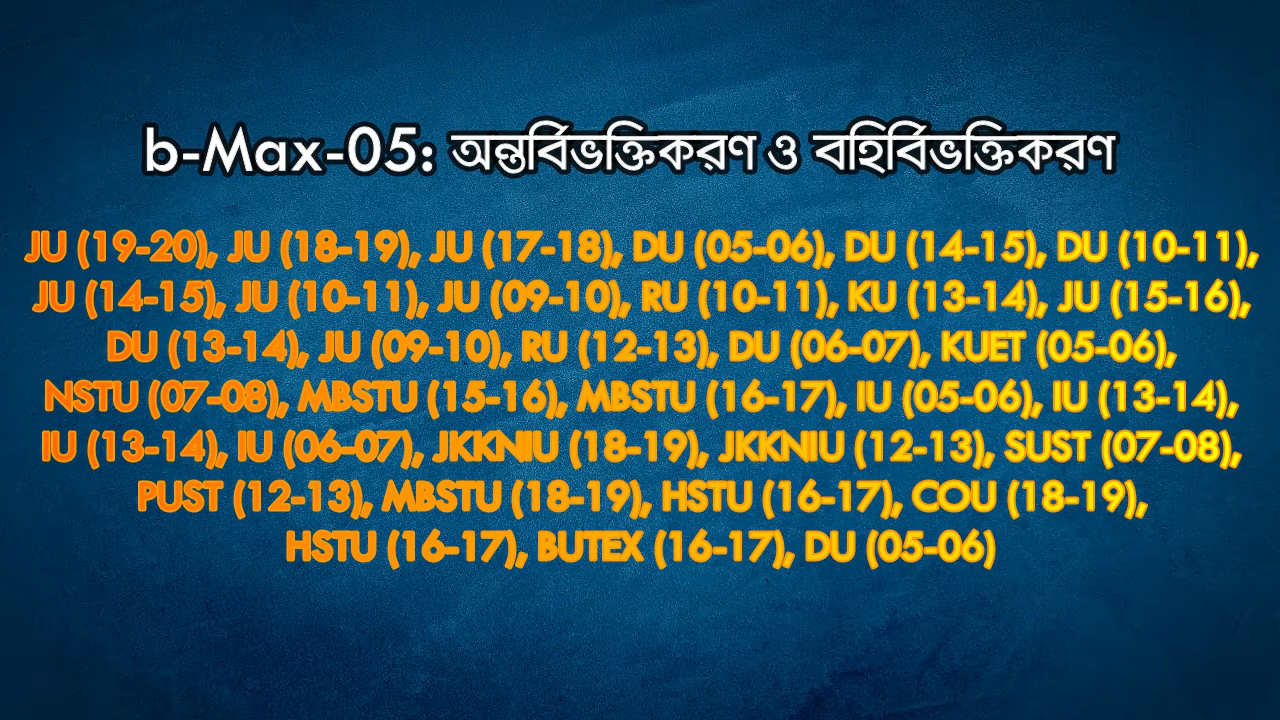 b-Max-05: অন্তর্বিভক্তিকরণ ও বহির্বিভক্তিকরণ
JU (19-20), JU (18-19), JU (17-18), DU (05-06), DU (14-15), DU (10-11),
JU (14-15), JU (10-11), JU (09-10), RU (10-11), KU (13-14), JU (15-16),
DU (13-14), JU (09-10), RU (12-13), DU (06-07), KUET (05-06),
NSTU (07-08), MBSTU (15-16), MBSTU (16-17), IU (05-06), IU (13-14),
IU (13-14), IU (06-07), JKKNIU (18-19), JKKNIU (12-13), SUST (07-08),
PUST (12-13), MBSTU (18-19), HSTU (16-17), COU (18-19),
HSTU (16-17), BUTEX (16-17), DU (05-06)